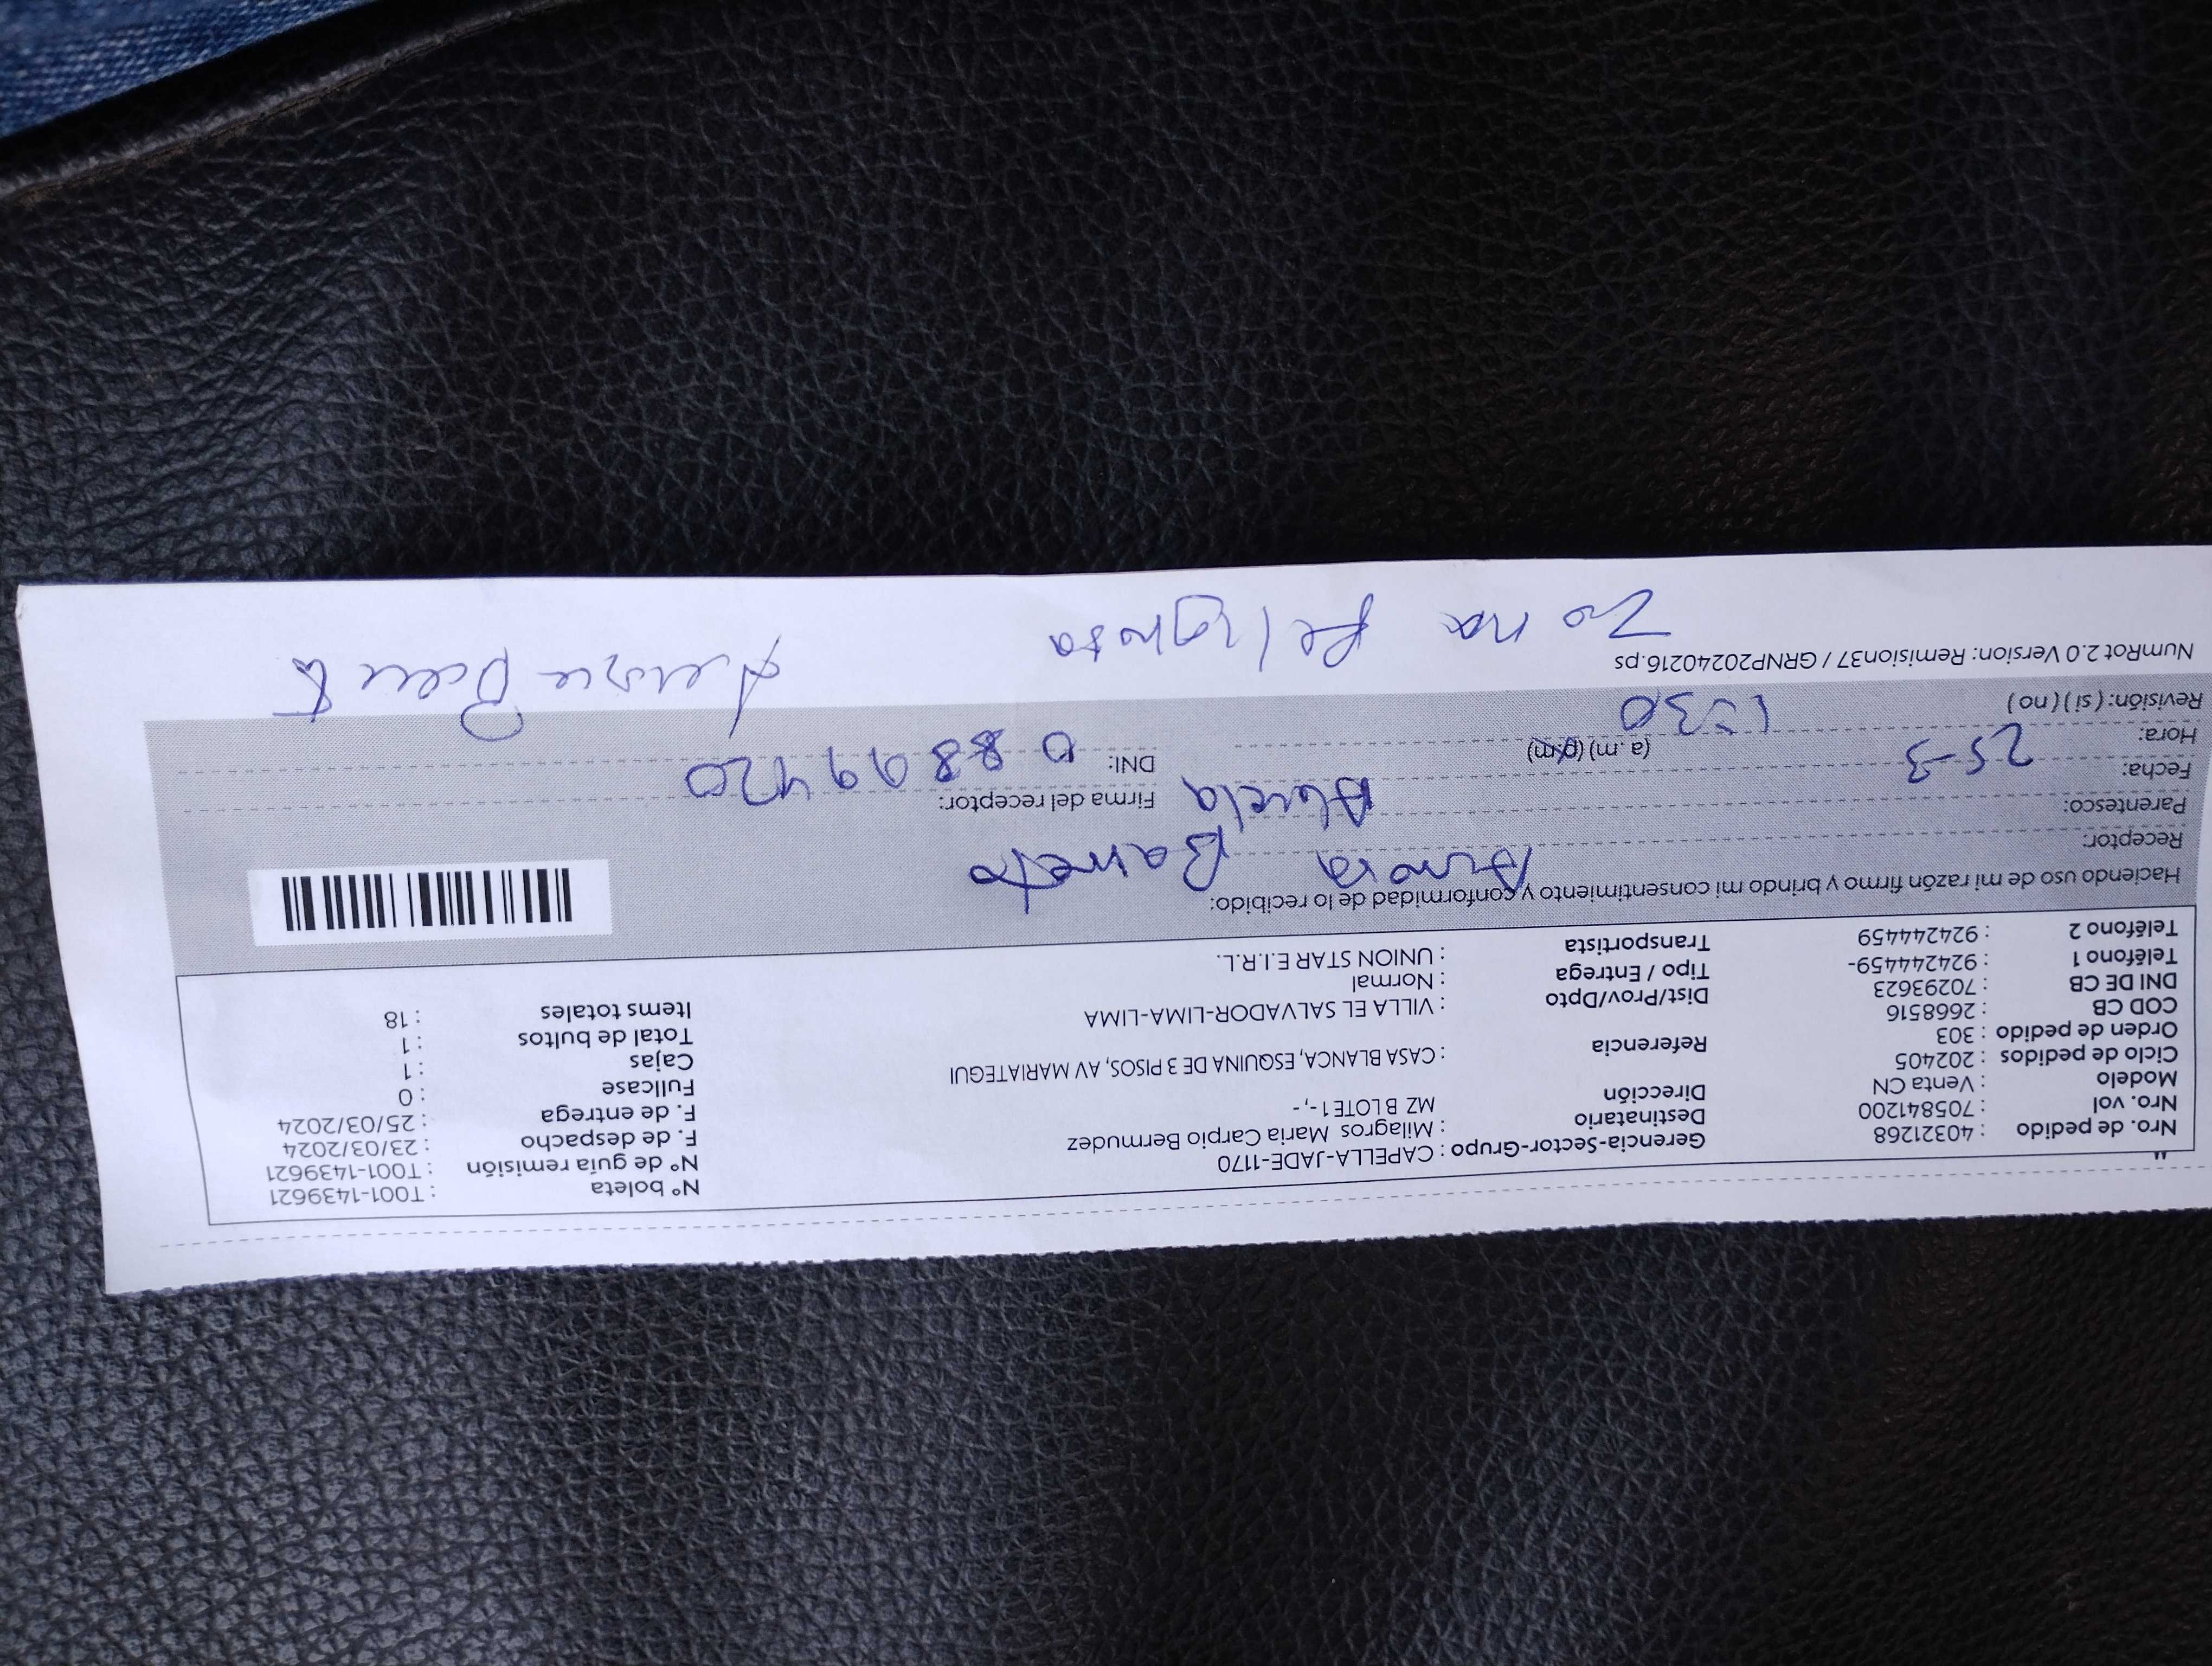 Nro. de pedido : 40321268
Nro. vol : 705841200
Modelo : Venta CN
Ciclo de pedidos : 202405
Orden de pedido : 303
COD CB : 2668516
DNI DE CB : 70293623
Teléfono 1 : 924244459-
Teléfono 2 : 924244459
Gerencia-Sector-Grupo : CAPELLA-JADE-1170
Destinatario : Milagros Maria Carpio Bermudez
Dirección MZ B LOTE 1 -, -
Referencia : CASA BLANCA, ESQUINA DE 3 PISOS, AV MARIATEGUI
Dist/Prov/Dpto : VILLA EL SALVADOR-LIMA-LIMA
Tipo / Entrega : Normal
Transportista : UNION STAR E.I.R.L.
N° boleta : T001-1439621
N° de guía remisión : T001-1439621
F. de despacho : 23/03/2024
F. de entrega : 25/03/2024
Fullcase : 0
Cajas : 1
Total de bultos : 1
Items totales : 18
Haciendo uso de mi razón firmo y brindo mi consentimiento y conformidad de lo recibido:
Receptor: Barreto
Parentesco: Abuela
Firma del receptor:
Fecha: 25-3
DNI:
Hora: (a. m) (p.m)
Revisión: ( si ) ( no )
NumRot 2.0 Version: Remision37 / GRNP20240216.ps
Zona peligrosa